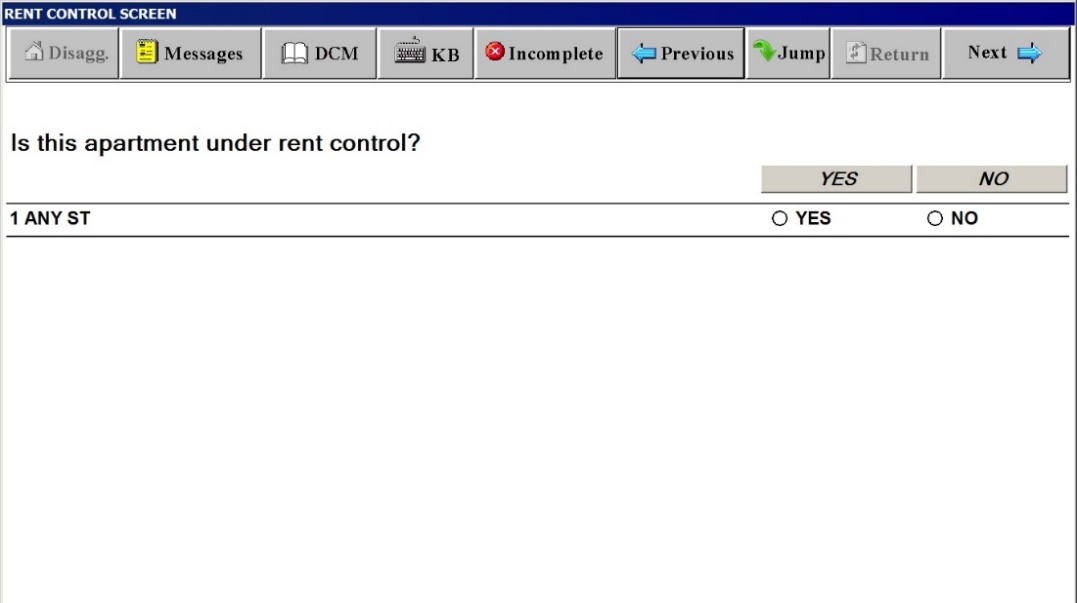 RENT CONTROL SCREEN
Disagg. Messages DCM KB Incomplete Previous Jump Return Next
Is this apartment under rent control?
YES NO
1 ANY ST YES NO